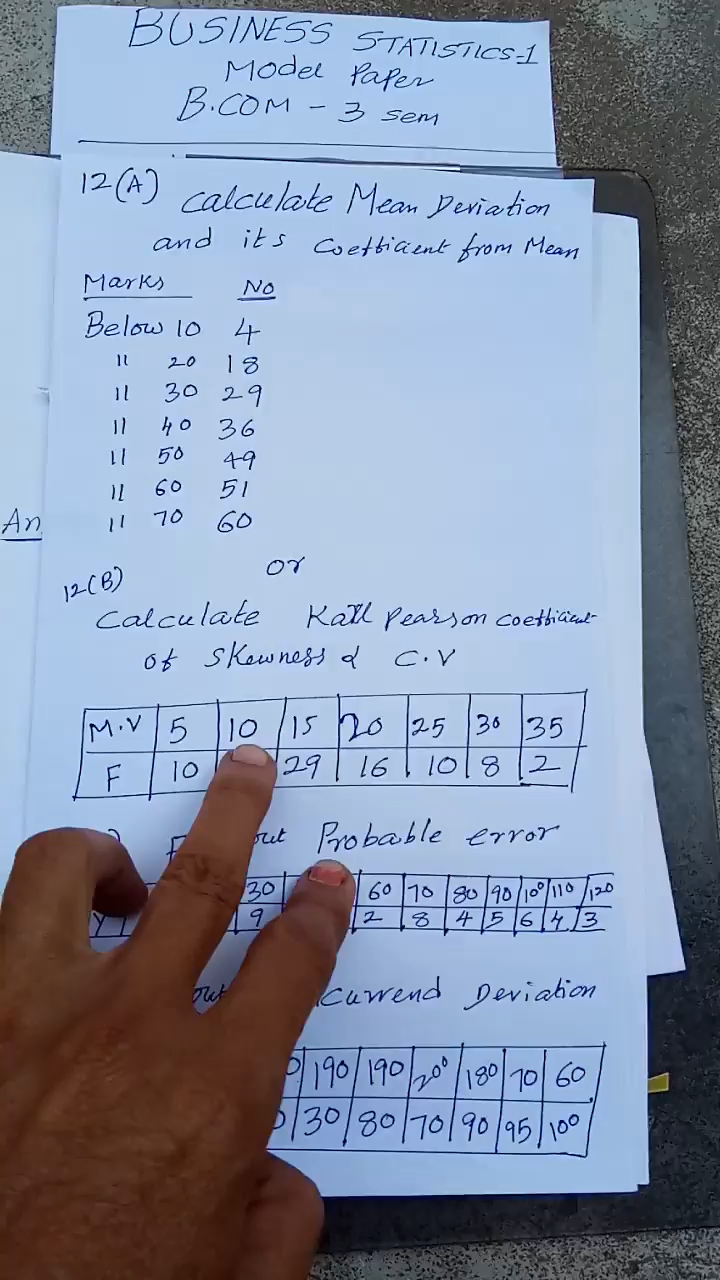 BUSINESS STATISTICS-1
Model Paper
B.COM - 3 sem
12(A) Calculate Mean Deviation
and its Coefficient from Mean
Marks No
Below 10 4
" 20 18
" 30 29
" 40 36
" 50 49
" 60 51
" 70 60
An
or
12(B)
Calculate Karl Pearson coefficient
of Skewness & C.V
M.V 5 10 15 20 25 30 35
F 10 29 16 10 8 2
out Probable error
30 60 70 80 90 100 110 120
Y 9 2 8 4 5 6 4 3
out current Deviation
190 190 200 180 70 60
30 80 70 90 95 100